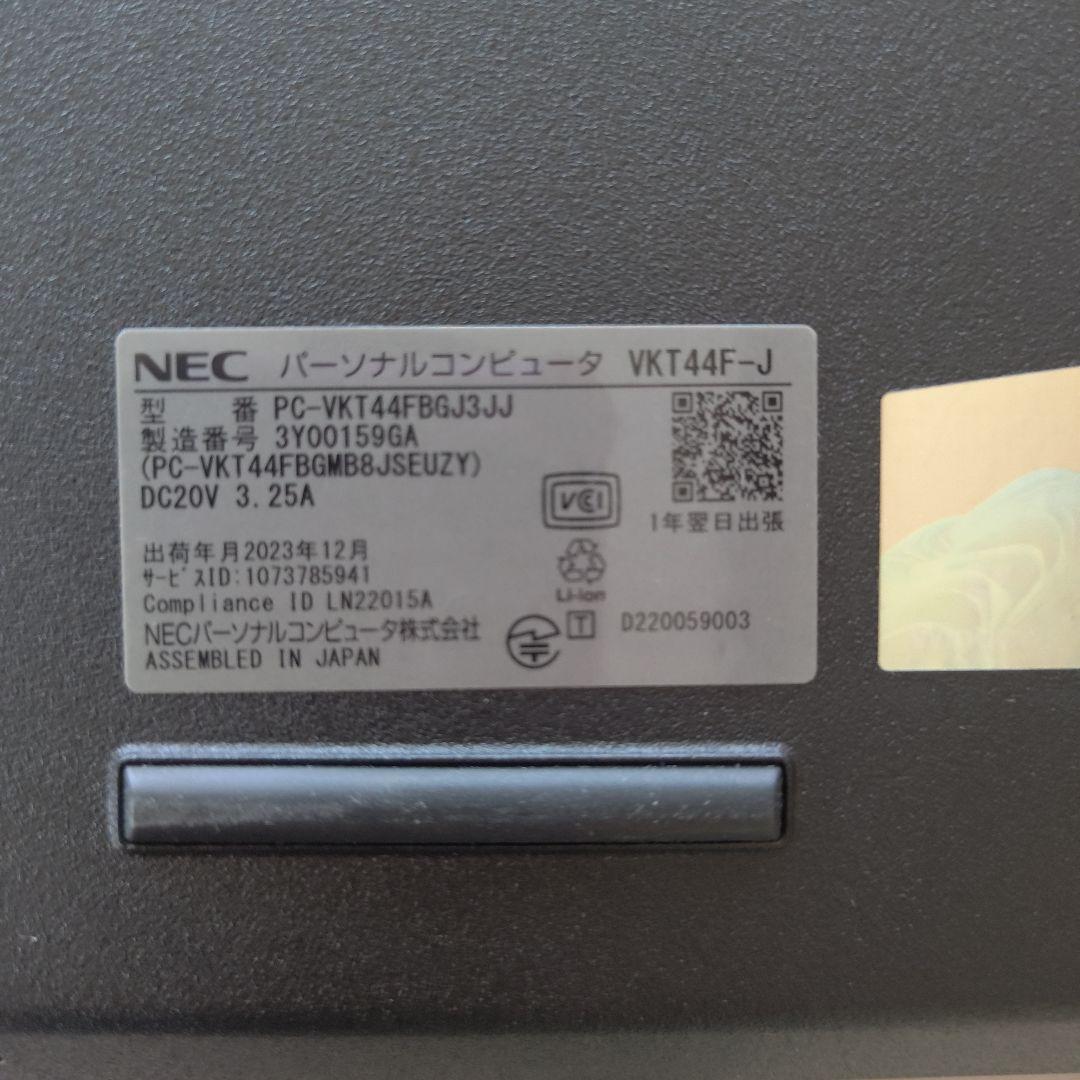 NEC パーソナルコンピュータ VKT44F-J
型 番 PC-VKT44FBGJ3JJ
製造番号 3Y00159GA
(PC-VKT44FBGMB8JSEUZY)
DC20V 3.25A
VCI
1年翌日出張
出荷年月2023年12月
ｻｰﾋﾞｽID:1073785941
Compliance ID LN22015A
Li-ion
NECパーソナルコンピュータ株式会社
T D220059003
ASSEMBLED IN JAPAN